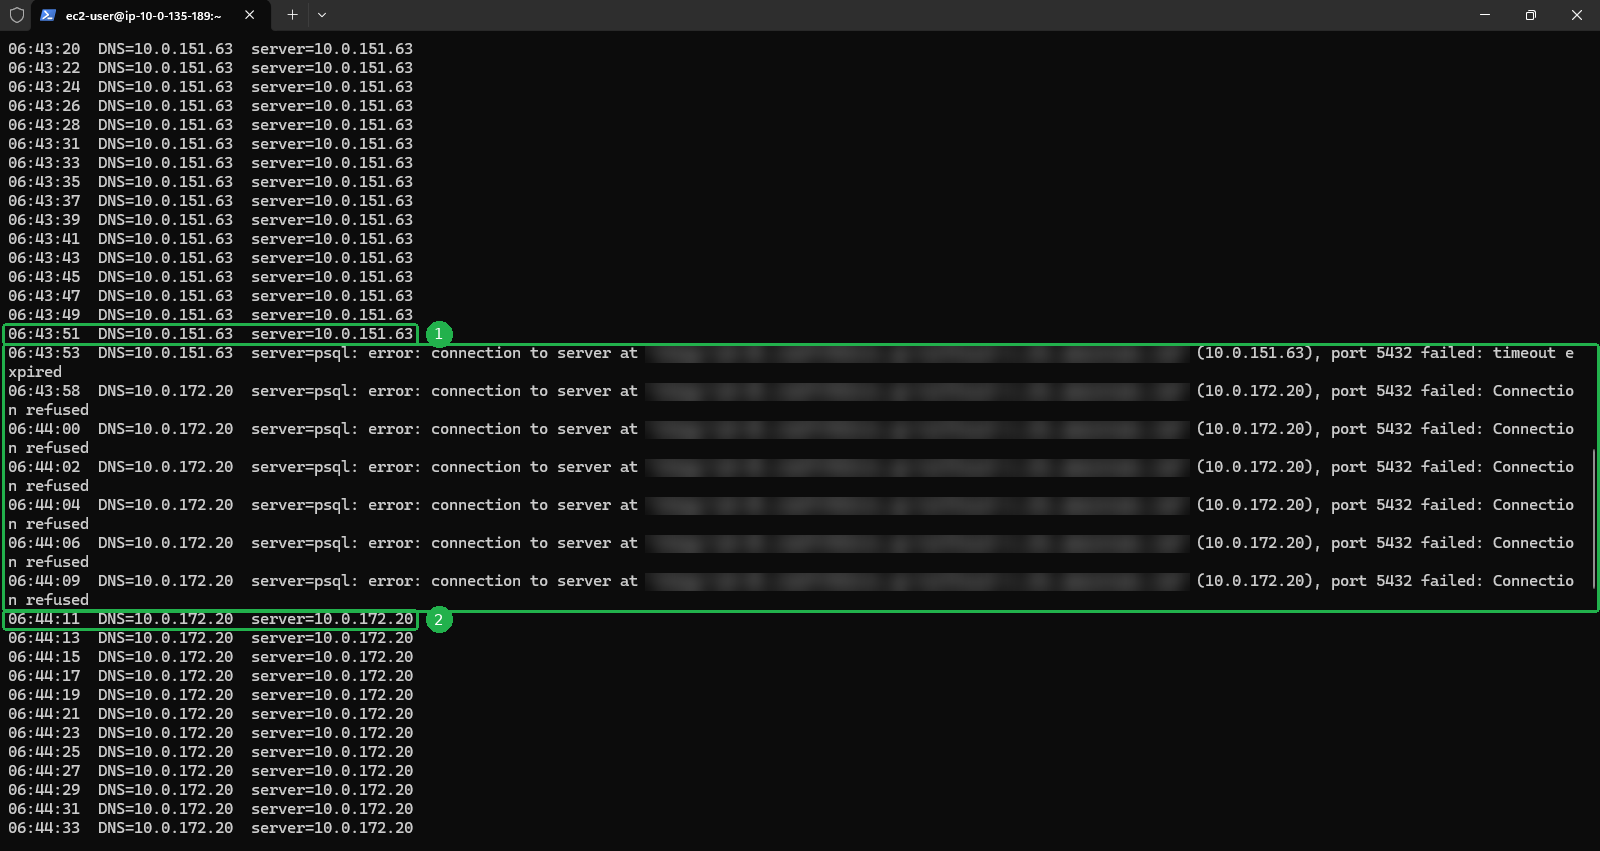 ec2-user@ip-10-0-135-189:~
06:43:20  DNS=10.0.151.63  server=10.0.151.63
06:43:22  DNS=10.0.151.63  server=10.0.151.63
06:43:24  DNS=10.0.151.63  server=10.0.151.63
06:43:26  DNS=10.0.151.63  server=10.0.151.63
06:43:28  DNS=10.0.151.63  server=10.0.151.63
06:43:31  DNS=10.0.151.63  server=10.0.151.63
06:43:33  DNS=10.0.151.63  server=10.0.151.63
06:43:35  DNS=10.0.151.63  server=10.0.151.63
06:43:37  DNS=10.0.151.63  server=10.0.151.63
06:43:39  DNS=10.0.151.63  server=10.0.151.63
06:43:41  DNS=10.0.151.63  server=10.0.151.63
06:43:43  DNS=10.0.151.63  server=10.0.151.63
06:43:45  DNS=10.0.151.63  server=10.0.151.63
06:43:47  DNS=10.0.151.63  server=10.0.151.63
06:43:49  DNS=10.0.151.63  server=10.0.151.63
06:43:51  DNS=10.0.151.63  server=10.0.151.63 1
06:43:53  DNS=10.0.151.63  server=psql: error: connection to server at (10.0.151.63), port 5432 failed: timeout e
xpired
06:43:58  DNS=10.0.172.20  server=psql: error: connection to server at (10.0.172.20), port 5432 failed: Connectio
n refused
06:44:00  DNS=10.0.172.20  server=psql: error: connection to server at (10.0.172.20), port 5432 failed: Connectio
n refused
06:44:02  DNS=10.0.172.20  server=psql: error: connection to server at (10.0.172.20), port 5432 failed: Connectio
n refused
06:44:04  DNS=10.0.172.20  server=psql: error: connection to server at (10.0.172.20), port 5432 failed: Connectio
n refused
06:44:06  DNS=10.0.172.20  server=psql: error: connection to server at (10.0.172.20), port 5432 failed: Connectio
n refused
06:44:09  DNS=10.0.172.20  server=psql: error: connection to server at (10.0.172.20), port 5432 failed: Connectio
n refused
06:44:11  DNS=10.0.172.20  server=10.0.172.20 2
06:44:13  DNS=10.0.172.20  server=10.0.172.20
06:44:15  DNS=10.0.172.20  server=10.0.172.20
06:44:17  DNS=10.0.172.20  server=10.0.172.20
06:44:19  DNS=10.0.172.20  server=10.0.172.20
06:44:21  DNS=10.0.172.20  server=10.0.172.20
06:44:23  DNS=10.0.172.20  server=10.0.172.20
06:44:25  DNS=10.0.172.20  server=10.0.172.20
06:44:27  DNS=10.0.172.20  server=10.0.172.20
06:44:29  DNS=10.0.172.20  server=10.0.172.20
06:44:31  DNS=10.0.172.20  server=10.0.172.20
06:44:33  DNS=10.0.172.20  server=10.0.172.20